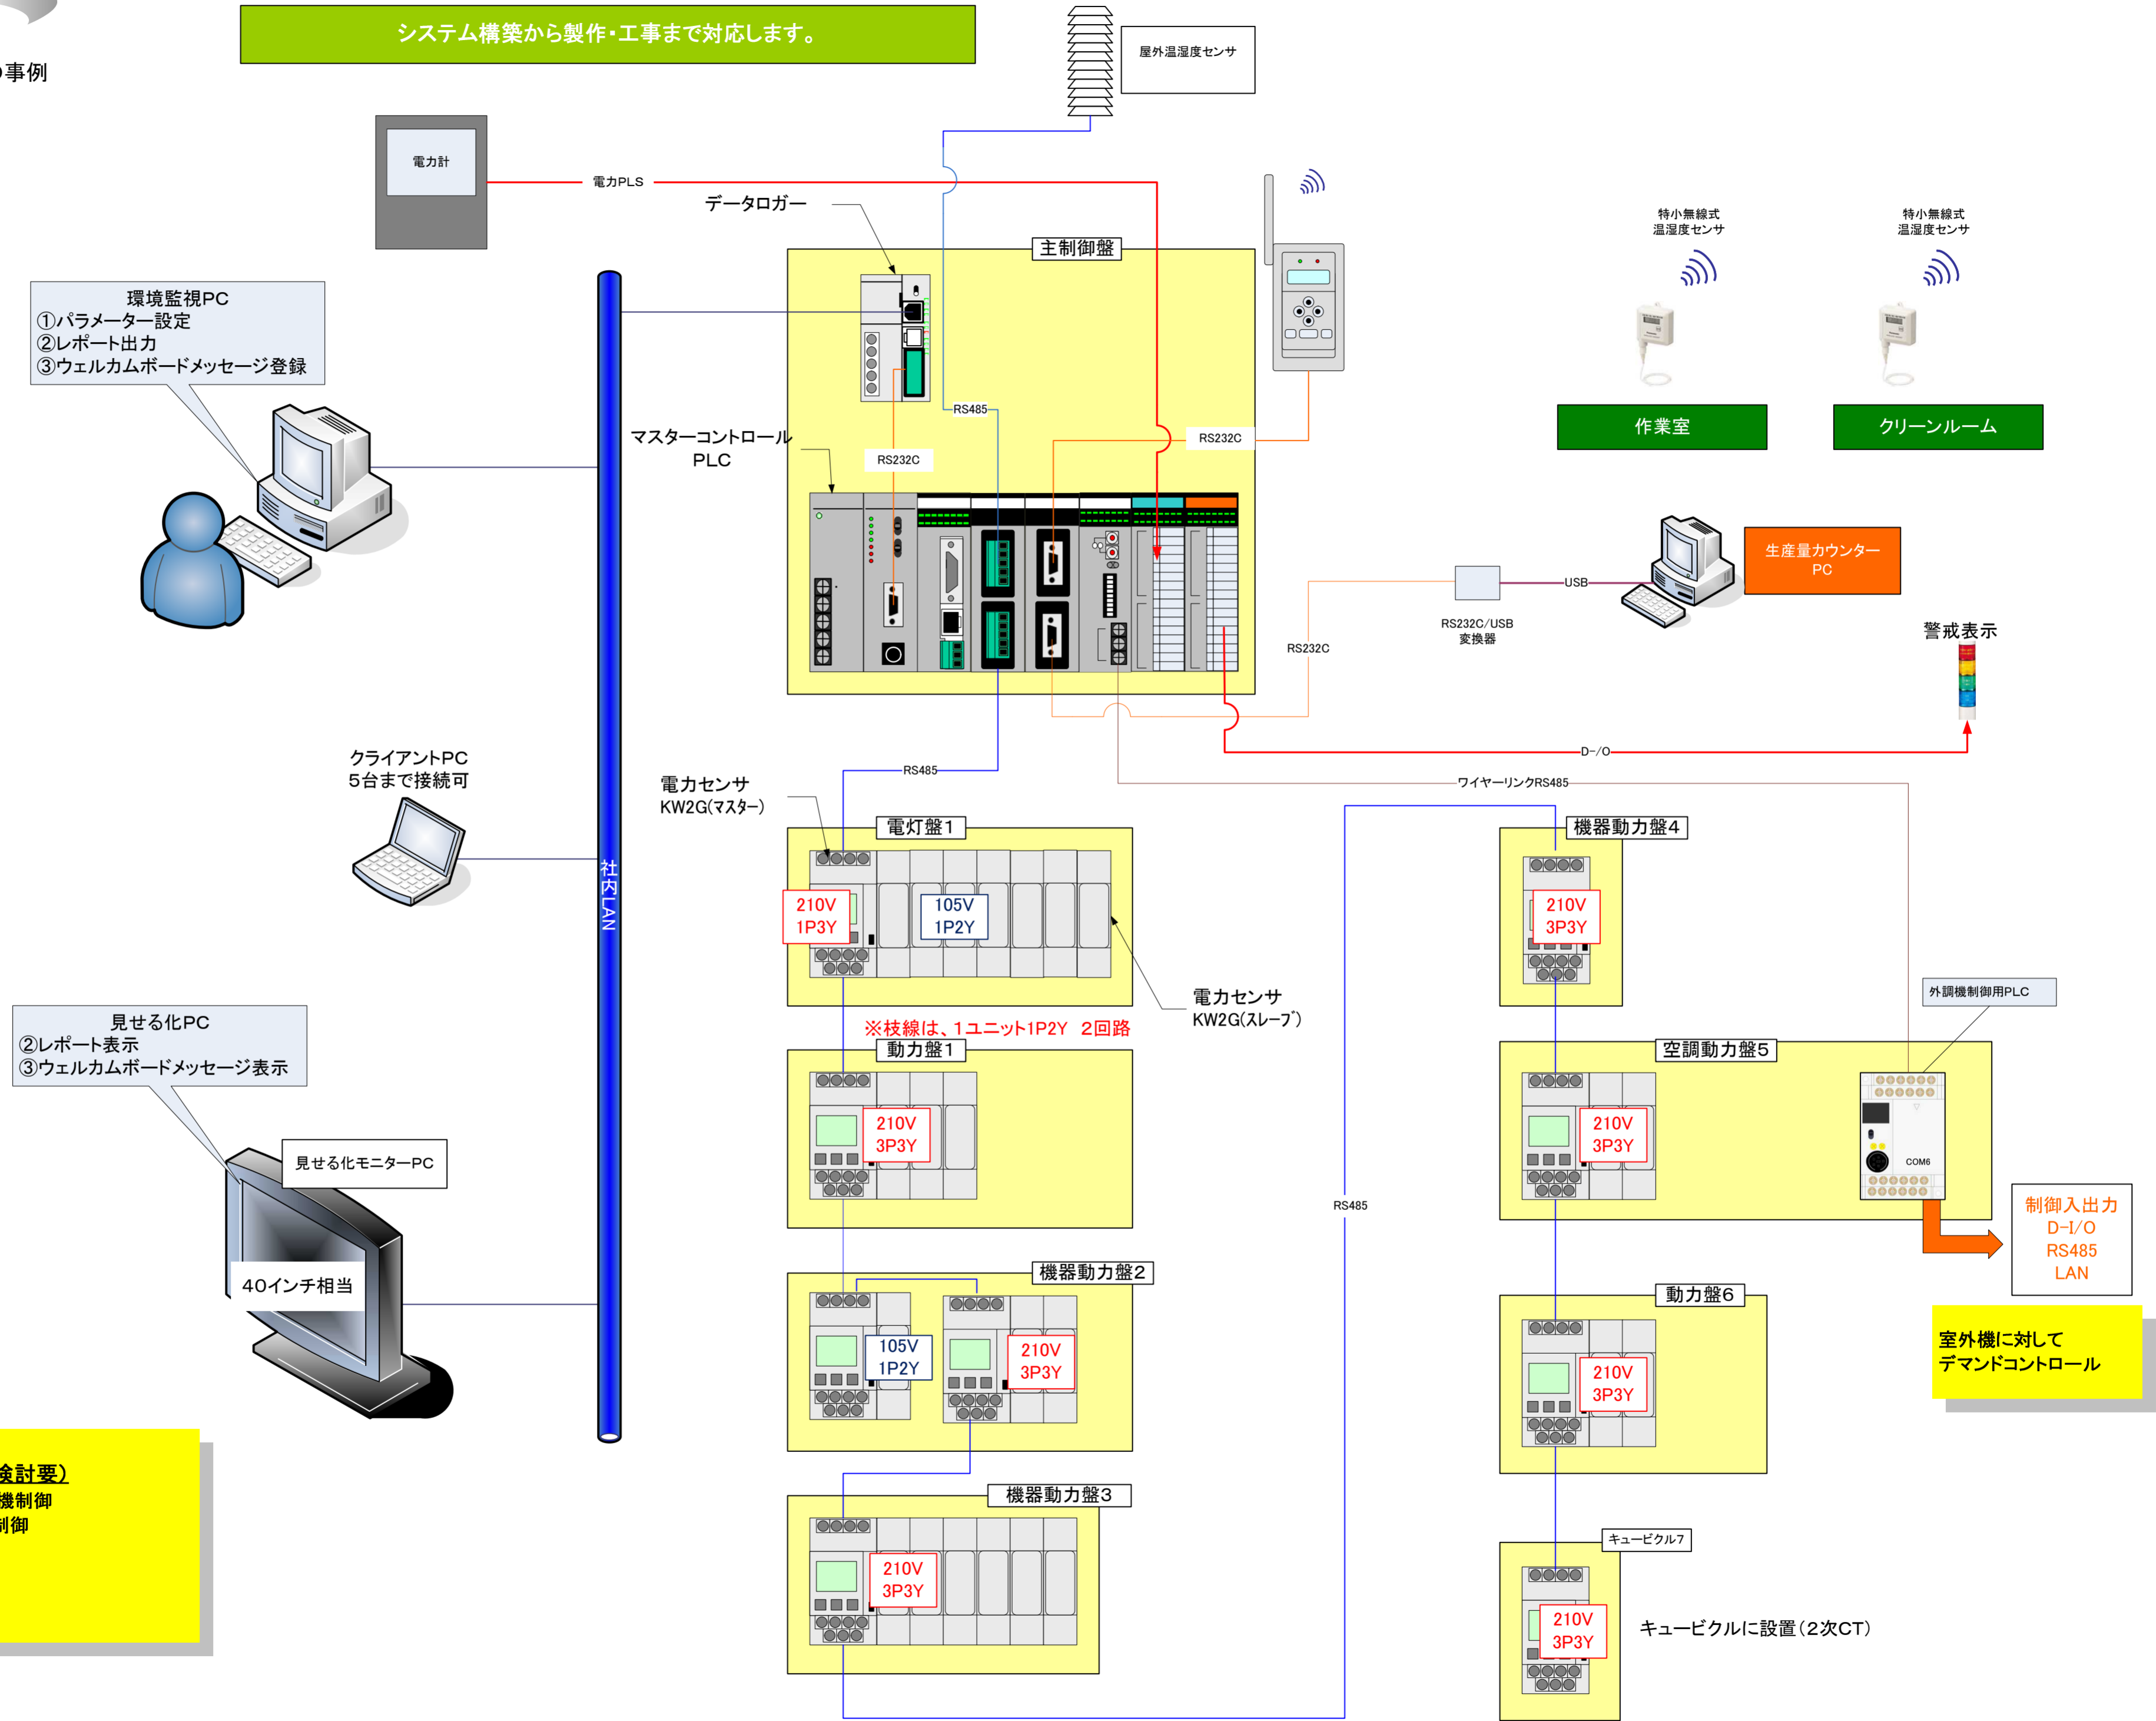 システム構築から製作・工事まで対応します。
の事例
屋外温湿度センサ
電力計
電力PLS
データロガー
主制御盤
特小無線式
温湿度センサ
特小無線式
温湿度センサ
環境監視PC
①パラメーター設定
②レポート出力
③ウェルカムボードメッセージ登録
RS485
RS232C
作業室
クリーンルーム
マスターコントロール
PLC
RS232C
生産量カウンター
PC
USB
RS232C/USB
変換器
RS232C
警戒表示
D-/O
クライアントPC
5台まで接続可
RS485
ワイヤーリンクRS485
電力センサ
KW2G(マスター)
社内LAN
電灯盤1
210V
1P3Y
105V
1P2Y
電力センサ
KW2G(スレーブ)
※枝線は、1ユニット1P2Y 2回路
機器動力盤4
210V
3P3Y
外調機制御用PLC
見せる化PC
②レポート表示
③ウェルカムボードメッセージ表示
見せる化モニターPC
40インチ相当
動力盤1
210V
3P3Y
空調動力盤5
210V
3P3Y
COM6
RS485
制御入出力
D-I/O
RS485
LAN
機器動力盤2
105V
1P2Y
210V
3P3Y
動力盤6
210V
3P3Y
室外機に対して
デマンドコントロール
検討要)
機制御
制御
機器動力盤3
210V
3P3Y
キュービクル7
210V
3P3Y
キュービクルに設置(2次CT)